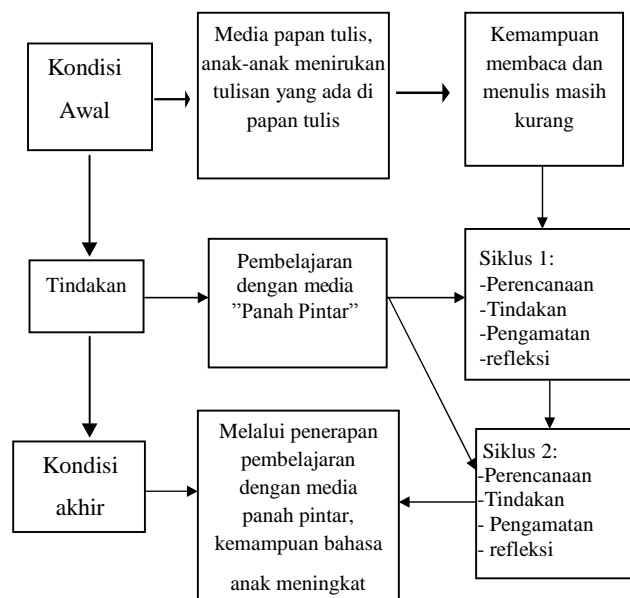 Kondisi
Awal
Media papan tulis,
anak-anak menirukan
tulisan yang ada di
papan tulis
Kemampuan
membaca dan
menulis masih
kurang
Tindakan
Pembelajaran
dengan media
”Panah Pintar”
Siklus 1:
-Perencanaan
-Tindakan
-Pengamatan
-refleksi
Kondisi
akhir
Melalui penerapan
pembelajaran
dengan media
panah pintar,
kemampuan bahasa
anak meningkat
Siklus 2:
-Perencanaan
-Tindakan
- Pengamatan
- refleksi